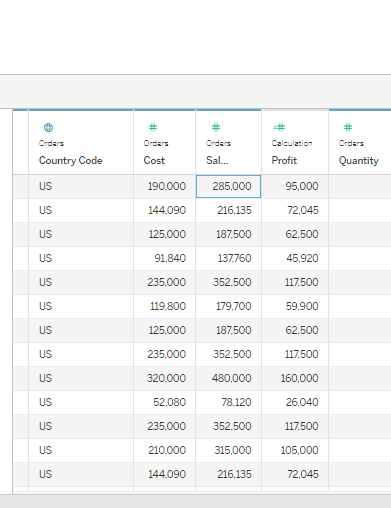 Orders Orders Orders Calculation Orders
Country Code Cost Sal... Profit Quantity
US 190,000 285,000 95,000
US 144,090 216,135 72,045
US 125,000 187,500 62,500
US 91,840 137,760 45,920
US 235,000 352,500 117,500
US 119,800 179,700 59,900
US 125,000 187,500 62,500
US 235,000 352,500 117,500
US 320,000 480,000 160,000
US 52,080 78,120 26,040
US 235,000 352,500 117,500
US 210,000 315,000 105,000
US 144,090 216,135 72,045